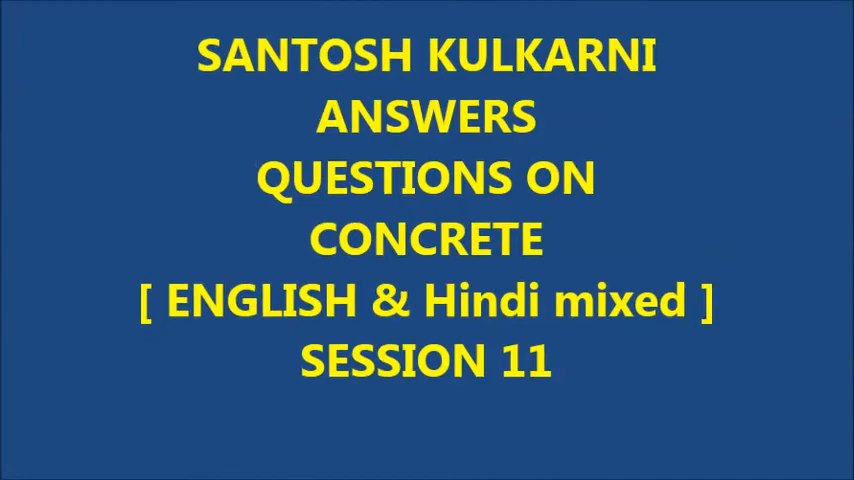 SANTOSH KULKARNI
ANSWERS
QUESTIONS ON
CONCRETE
[ ENGLISH & Hindi mixed ]
SESSION 11